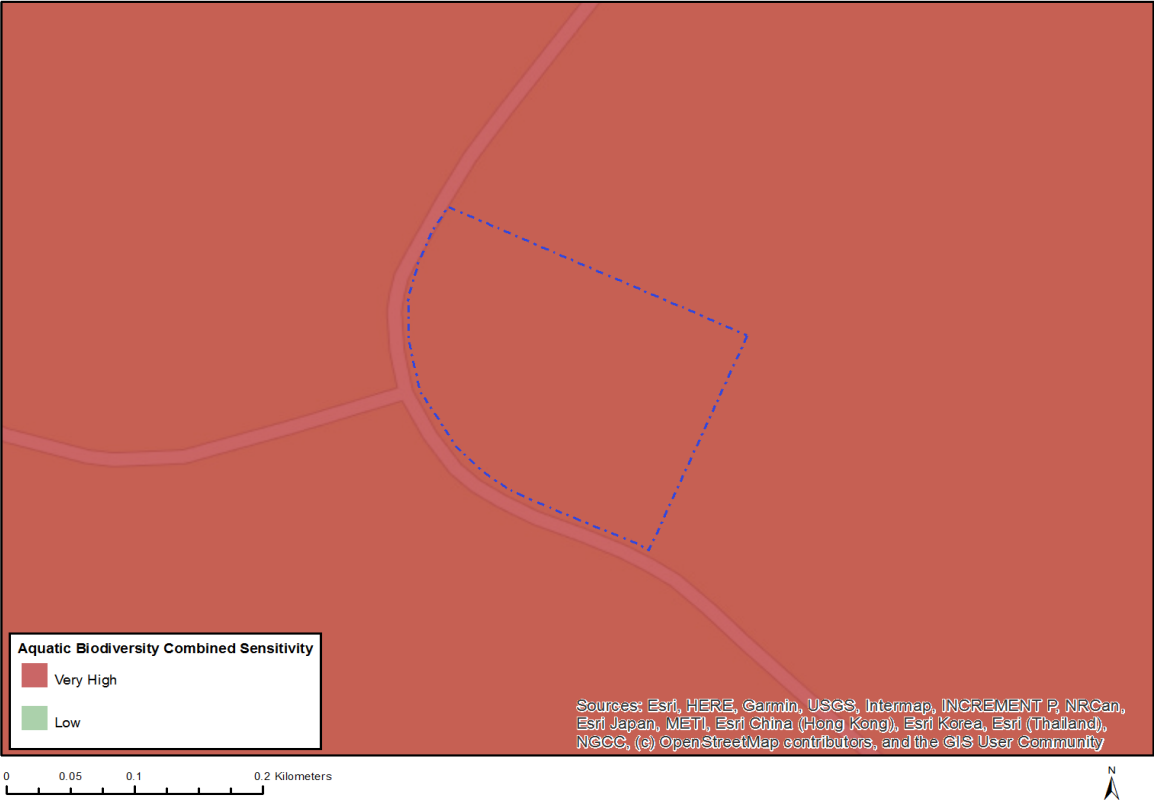 Aquatic Biodiversity Combined Sensitivity
Very High
Low
Sources: Esri, HERE, Garmin, USGS, Intermap, INCREMENT P, NRCan,
Esri Japan, METI, Esri China (Hong Kong), Esri Korea, Esri (Thailand),
NGCC, (c) OpenStreetMap contributors, and the GIS User Community
0 0.05 0.1 0.2 Kilometers
N